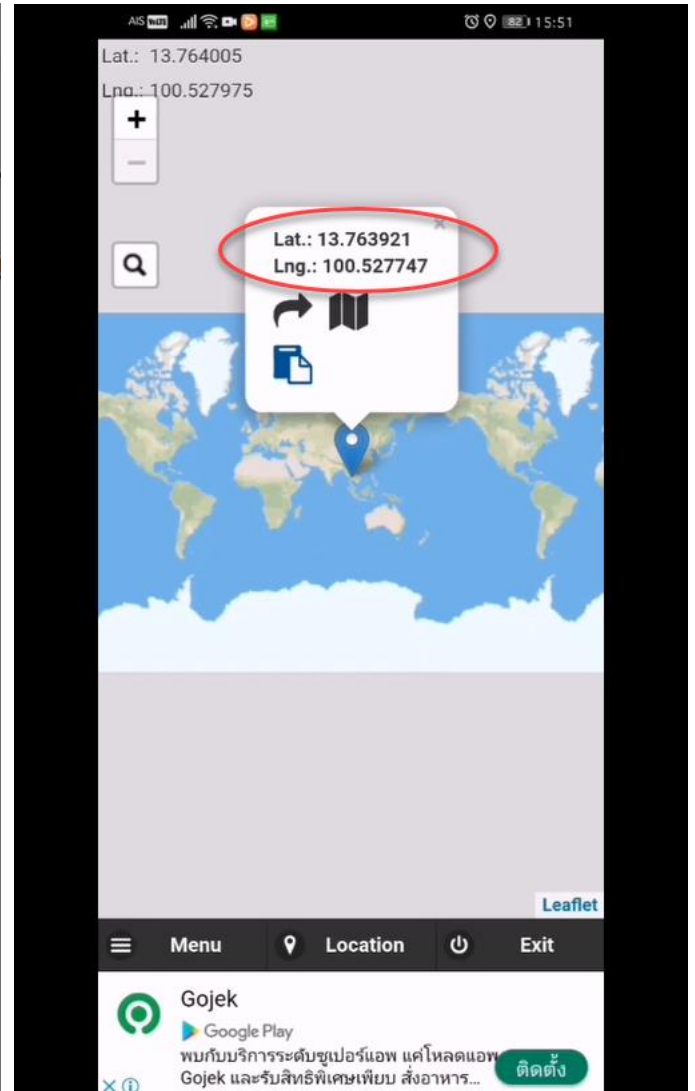 AIS VoLTE 82 15:51
Lat.: 13.764005
Lng.: 100.527975
+
−
×
Lat.: 13.763921
Lng.: 100.527747
Leaflet
Menu Location Exit
Gojek
Google Play
พบกับบริการระดับซูเปอร์แอพ แค่โหลดแอพ
Gojek และรับสิทธิพิเศษเพียบ สั่งอาหาร...
ติดตั้ง